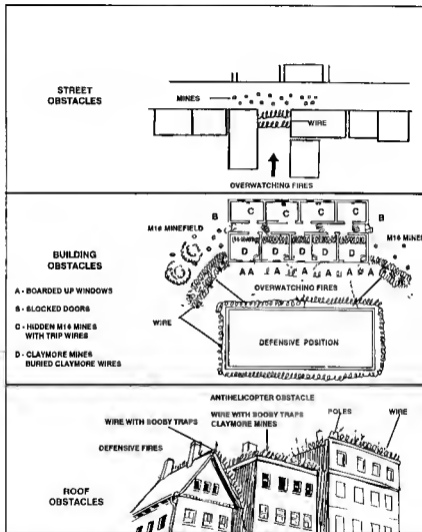 STREET
OBSTACLES
MINES
WIRE
OVERWATCHING FIRES
BUILDING
OBSTACLES
A - BOARDED UP WINDOWS
B - BLOCKED DOORS
C - HIDDEN M16 MINES
WITH TRIP WIRES
D - CLAYMORE MINES
BURIED CLAYMORE WIRES
B
C C C C
B
M16 MINEFIELD
M16 MINEF
D D D D D
A A A A A A A
OVERWATCHING FIRES
WIRE
DEFENSIVE POSITION
ANTIHELICOPTER OBSTACLE
WIRE WITH BOOBY TRAPS
WIRE WITH BOOBY TRAPS
CLAYMORE MINES
POLES
WIRE
DEFENSIVE FIRES
ROOF
OBSTACLES